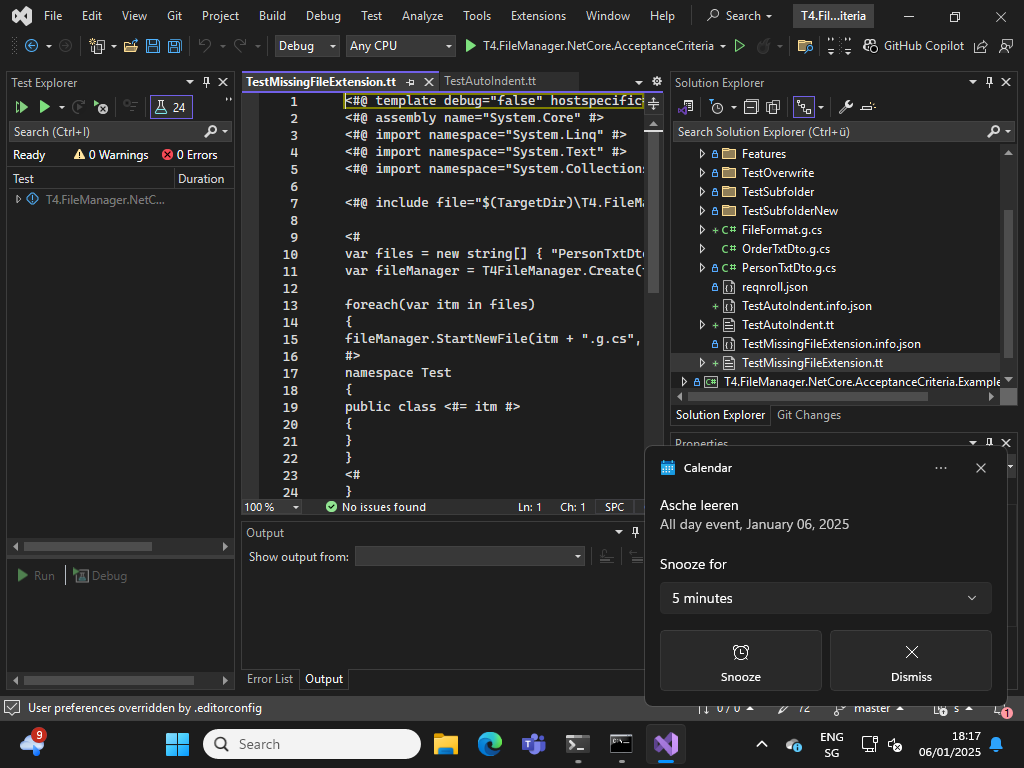 File Edit View Git Project Build Debug Test Analyze Tools Extensions Window Help Search T4.Fil...iteria
Debug Any CPU T4.FileManager.NetCore.AcceptanceCriteria GitHub Copilot
Test Explorer
24
Search (Ctrl+I)
Ready 0 Warnings 0 Errors
Test Duration
T4.FileManager.NetC...
Run Debug
TestMissingFileExtension.tt TestAutoIndent.tt
1 <#@ template debug="false" hostspecific
2 <#@ assembly name="System.Core" #>
3 <#@ import namespace="System.Linq" #>
4 <#@ import namespace="System.Text" #>
5 <#@ import namespace="System.Collections
6
7 <#@ include file="$(TargetDir)\T4.FileMa
8
9 <#
10 var files = new string[] { "PersonTxtDto
11 var fileManager = T4FileManager.Create(
12
13 foreach(var itm in files)
14 {
15 fileManager.StartNewFile(itm + ".g.cs",
16 #>
17 namespace Test
18 {
19 public class <#= itm #>
20 {
21 }
22 }
23 <#
24 }
100 % No issues found Ln: 1 Ch: 1 SPC
Output
Show output from:
Error List Output
Solution Explorer
Search Solution Explorer (Ctrl+ü)
Features
TestOverwrite
TestSubfolder
TestSubfolderNew
FileFormat.g.cs
OrderTxtDto.g.cs
PersonTxtDto.g.cs
reqnroll.json
TestAutoIndent.info.json
TestAutoIndent.tt
TestMissingFileExtension.info.json
TestMissingFileExtension.tt
T4.FileManager.NetCore.AcceptanceCriteria.Example
Solution Explorer Git Changes
Properties
Calendar
Asche leeren
All day event, January 06, 2025
Snooze for
5 minutes
Snooze Dismiss
User preferences overridden by .editorconfig 0 / 0 72 master s 1
9 Search ENG
SG
18:17
06/01/2025